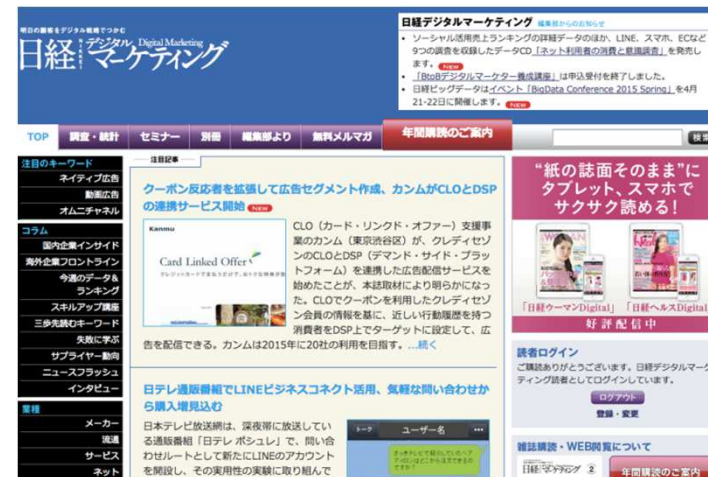 明日の顧客をデジタル戦略でつかむ
日経デジタルマーケティング
NIKKEI
Digital Marketing
日経デジタルマーケティング 編集部からのお知らせ
・ソーシャル活用売上ランキングの詳細データのほか、LINE、スマホ、ECなど
9つの調査を収録したデータCD「ネット利用者の消費と意識調査」を発売し
ます。NEW
・「BtoBデジタルマーケター養成講座」は申込受付を終了しました。
・日経ビッグデータはイベント「BigData Conference 2015 Spring」を4月
21-22日に開催します。NEW
TOP 調査・統計 セミナー 別冊 編集部より 無料メルマガ 年間購読のご案内
検索
注目のキーワード
ネイティブ広告
動画広告
オムニチャネル
コラム
国内企業インサイド
海外企業フロントライン
今週のデータ&
ランキング
スキルアップ講座
三歩先読むキーワード
失敗に学ぶ
サプライヤー動向
ニュースフラッシュ
インタビュー
業種
メーカー
流通
サービス
ネット
注目記事
クーポン反応者を拡張して広告セグメント作成、カンムがCLOとDSP
の連携サービス開始 NEW
Kanmu
Card Linked Offer
CLO（カード・リンクド・オファー）支援事
業のカンム（東京渋谷区）が、クレディセゾ
ンのCLOとDSP（デマンド・サイド・プラッ
トフォーム）を連携した広告配信サービスを
始めたことが、本誌取材により明らかになっ
た。CLOでクーポンを利用したクレディセゾ
ン会員の情報を基に、近しい行動履歴を持つ
消費者をDSP上でターゲットに設定して、広
告を配信できる。カンムは2015年に20社の利用を目指す。...続く
日テレ通販番組でLINEビジネスコネクト活用、気軽な問い合わせか
ら購入増見込む
日本テレビ放送網は、深夜帯に放送してい
る通販番組「日テレ ポシュレ」で、問い合
わせルートとして新たにLINEのアカウント
を開設し、その実用性の実験に取り組んで
トーク ユーザー名
"紙の誌面そのまま"に
タブレット、スマホで
サクサク読める！
「日経ウーマンDigital」「日経ヘルスDigital」
好評配信中
読者ログイン
ご購読ありがとうございます。日経デジタルマーケ
ティング読者としてログインしています。
ログアウト
登録・変更
雑誌購読・WEB閲覧について
日経デジタルマーケティング 2
年間購読のご案内